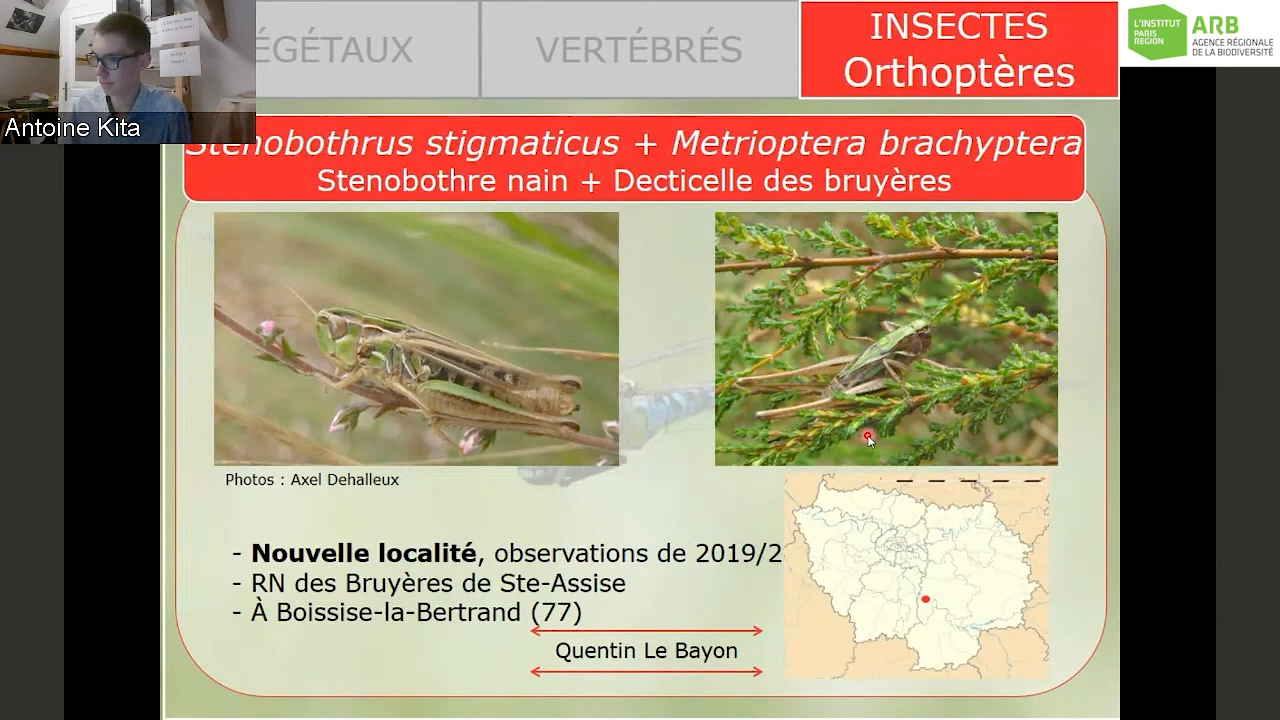 Antoine Kita
ÉGÉTAUX
VERTÉBRÉS
INSECTES
Orthoptères
L'INSTITUT
PARIS
REGION
ARB
AGENCE RÉGIONALE
DE LA BIODIVERSITÉ
Stenobothrus stigmaticus + Metrioptera brachyptera
Stenobothre nain + Decticelle des bruyères
Photos : Axel Dehalleux
- Nouvelle localité, observations de 2019/2
- RN des Bruyères de Ste-Assise
- À Boissise-la-Bertrand (77)
Quentin Le Bayon